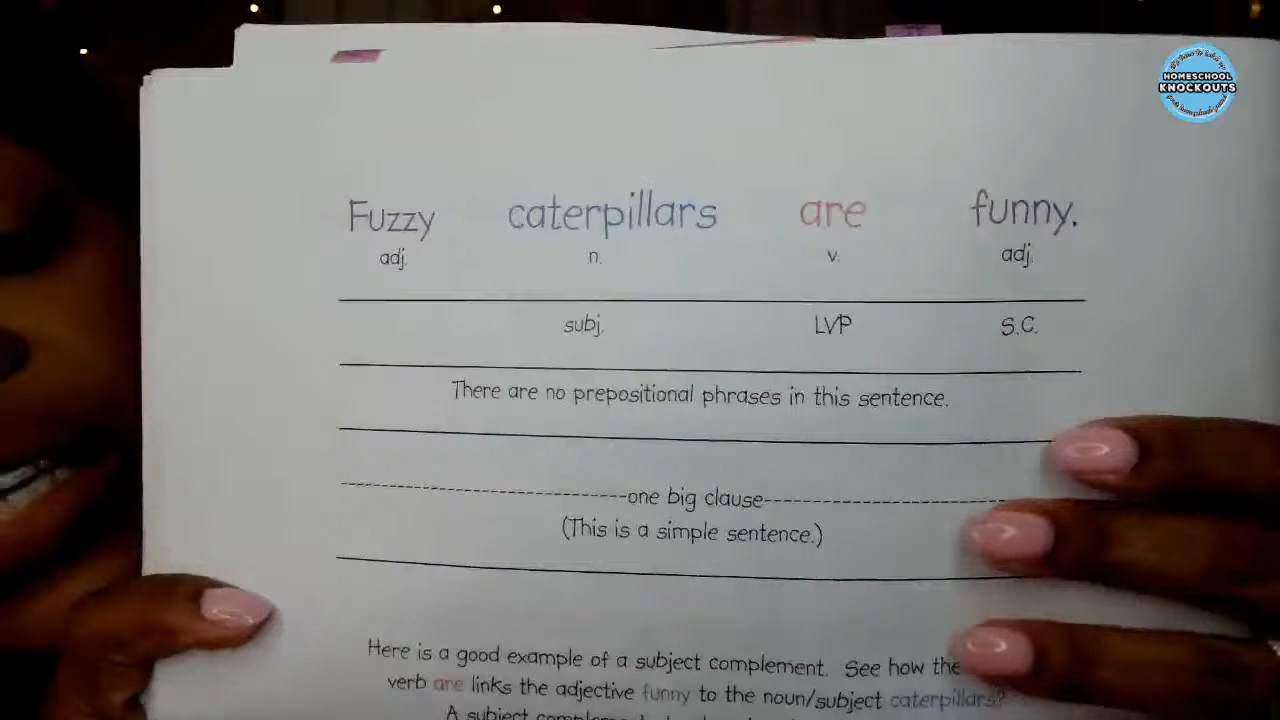 HOMESCHOOL
KNOCKOUTS
Fuzzy caterpillars are funny.
adj. n. v. adj.
subj. LVP S.C.
There are no prepositional phrases in this sentence.
one big clause
(This is a simple sentence.)
Here is a good example of a subject complement. See how the
verb are links the adjective funny to the noun/subject caterpillars?
A subject